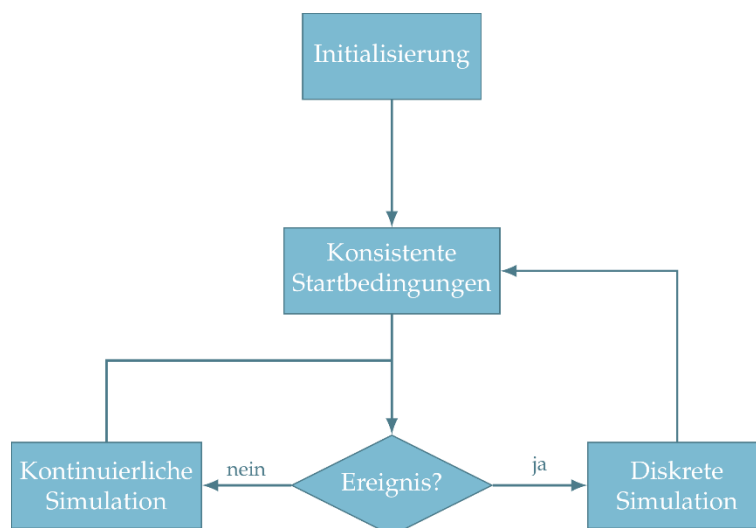 Initialisierung
Konsistente
Startbedingungen
Kontinuierliche
Simulation
nein
Ereignis?
ja
Diskrete
Simulation